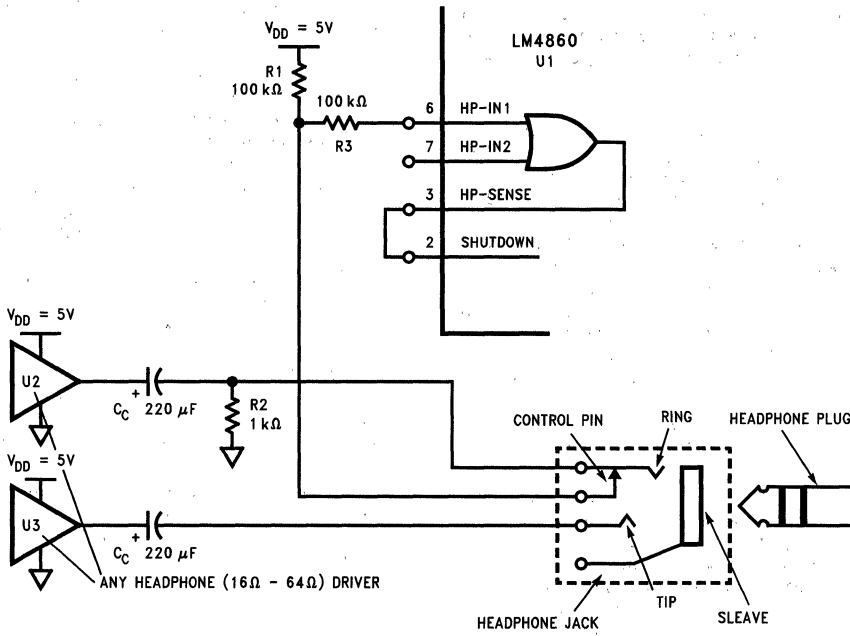 V_DD = 5V
LM4860
U1
R1
100 kΩ
100 kΩ
R3
6 HP-IN1
7 HP-IN2
3 HP-SENSE
2 SHUTDOWN
V_DD = 5V
U2
+
C_C 220 µF
R2
1 kΩ
V_DD = 5V
U3
+
C_C 220 µF
ANY HEADPHONE (16Ω - 64Ω) DRIVER
CONTROL PIN
RING
HEADPHONE PLUG
HEADPHONE JACK
TIP
SLEAVE